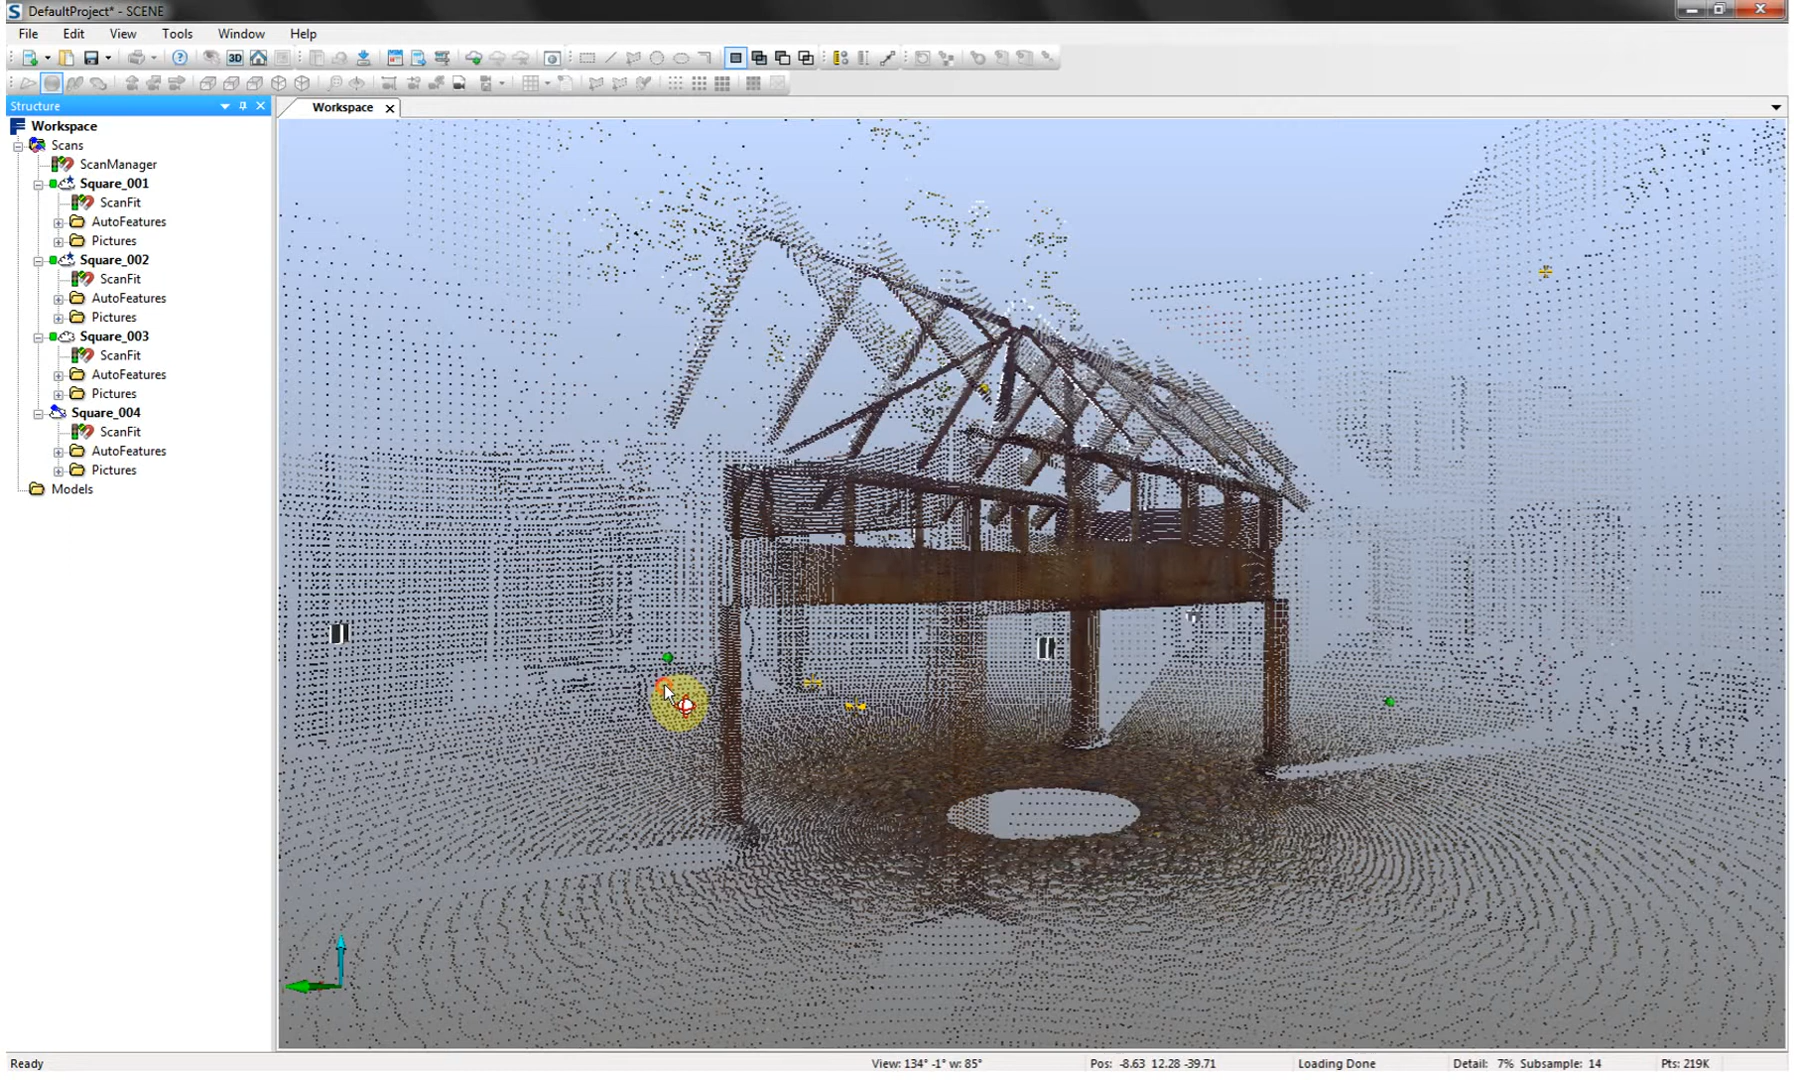 DefaultProject* - SCENE
File Edit View Tools Window Help
3D
Structure
Workspace
Workspace
Scans
ScanManager
Square_001
ScanFit
AutoFeatures
Pictures
Square_002
ScanFit
AutoFeatures
Pictures
Square_003
ScanFit
AutoFeatures
Pictures
Square_004
ScanFit
AutoFeatures
Pictures
Models
Ready
View: 134° -1° w: 85°
Pos: -8.63 12.28 -39.71
Loading Done
Detail: 7% Subsample: 14
Pts: 219K